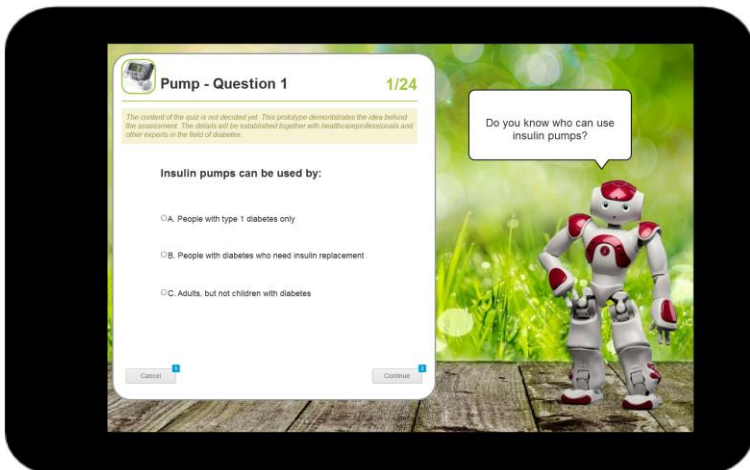 Pump - Question 1
1/24
The content of the quiz is not decided yet. This prototype demontstrates the idea behind
the assessment. The details will be established together with healthcareprofessionals and
other experts in the field of diabetes.
Insulin pumps can be used by:
A. People with type 1 diabetes only
B. People with diabetes who need insulin replacement
C. Adults, but not children with diabetes
Cancel
1
Continue
2
Do you know who can use
insulin pumps?